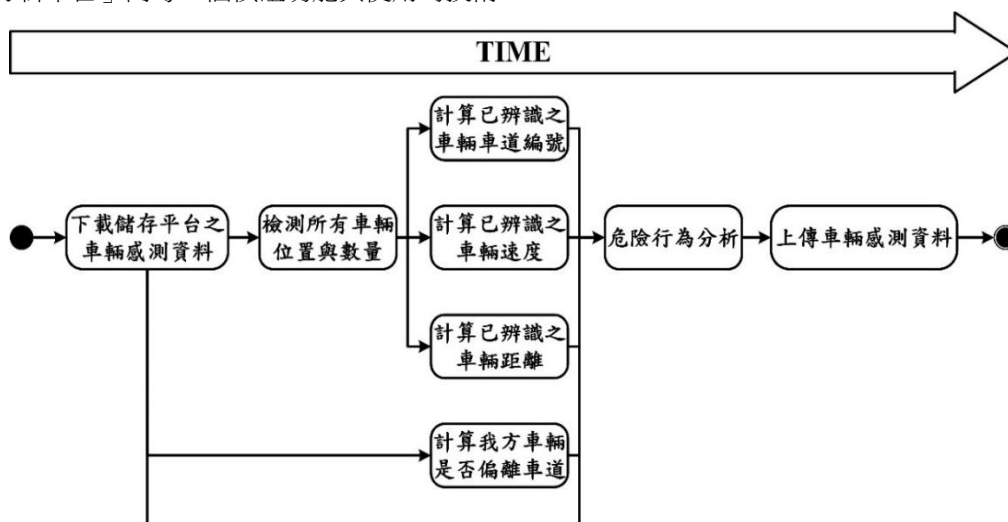 TIME
計算已辨識之
車輛車道編號
下載儲存平台之
車輛感測資料
檢測所有車輛
位置與數量
計算已辨識之
車輛速度
危險行為分析
上傳車輛感測資料
計算已辨識之
車輛距離
計算我方車輛
是否偏離車道